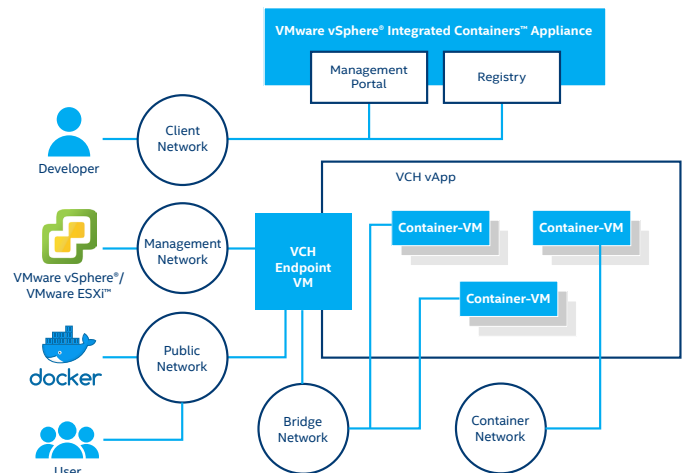 VMware vSphere® Integrated Containers™ Appliance
Management
Portal
Registry
Client
Network
Developer
VCH vApp
Container-VM
Container-VM
VCH
Endpoint
VM
Management
Network
VMware vSphere®/
VMware ESXi™
Container-VM
Public
Network
docker
Bridge
Network
Container
Network
User